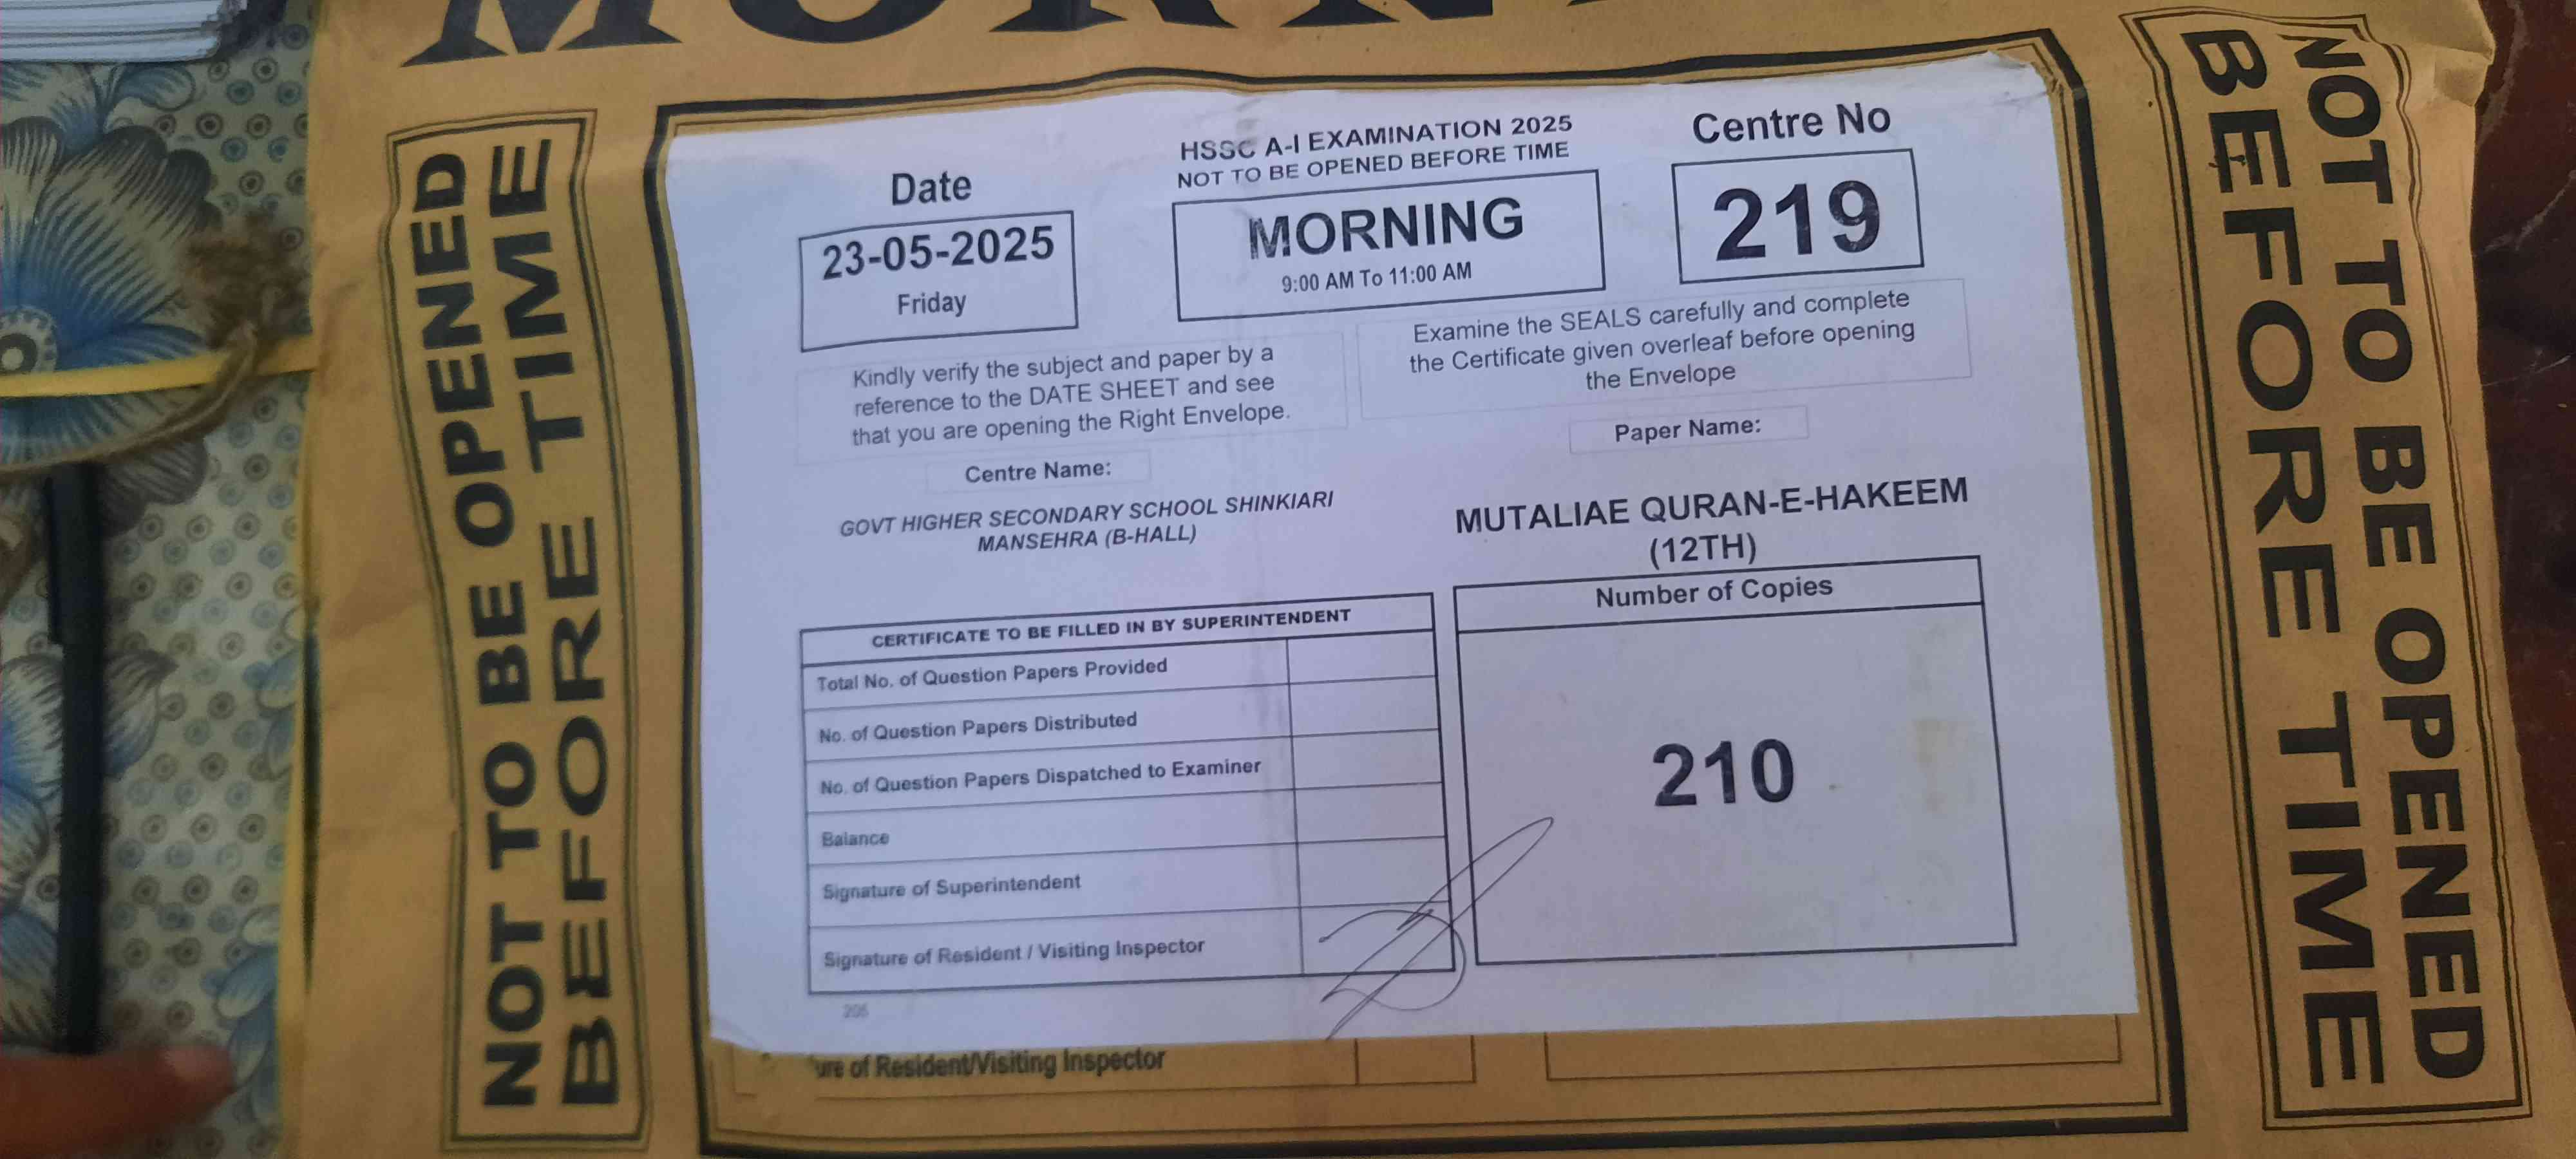 NOT TO BE OPENED
BEFORE TIME
Date
23-05-2025
Friday
HSSC A-I EXAMINATION 2025
NOT TO BE OPENED BEFORE TIME
MORNING
9:00 AM To 11:00 AM
Centre No
219
Kindly verify the subject and paper by a
reference to the DATE SHEET and see
that you are opening the Right Envelope.
Examine the SEALS carefully and complete
the Certificate given overleaf before opening
the Envelope
Centre Name:
GOVT HIGHER SECONDARY SCHOOL SHINKIARI
MANSEHRA (B-HALL)
Paper Name:
MUTALIAE QURAN-E-HAKEEM
(12TH)
CERTIFICATE TO BE FILLED IN BY SUPERINTENDENT
Total No. of Question Papers Provided
No. of Question Papers Distributed
No. of Question Papers Dispatched to Examiner
Balance
Signature of Superintendent
Signature of Resident / Visiting Inspector
Number of Copies
210
of Resident/Visiting Inspector
NOT TO BE OPENED
BEFORE TIME